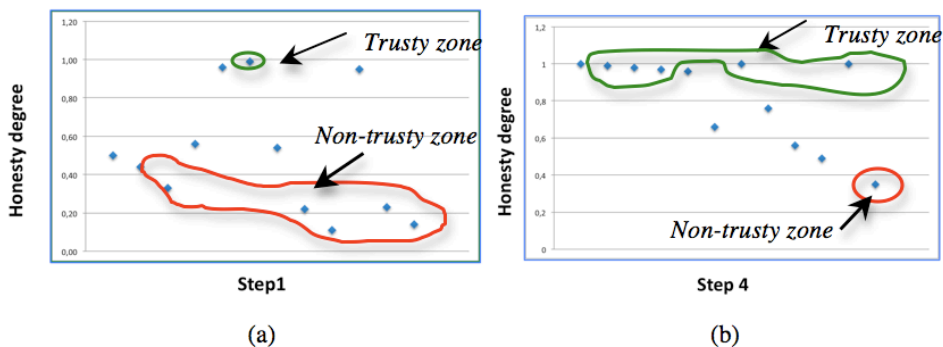 1,20
1,00
0,80
0,60
0,40
0,20
0,00
Honesty degree
Trusty zone
Non-trusty zone
Step1
(a)
1,2
1
0,8
0,6
0,4
0,2
0
Honesty degree
Trusty zone
Non-trusty zone
Step 4
(b)